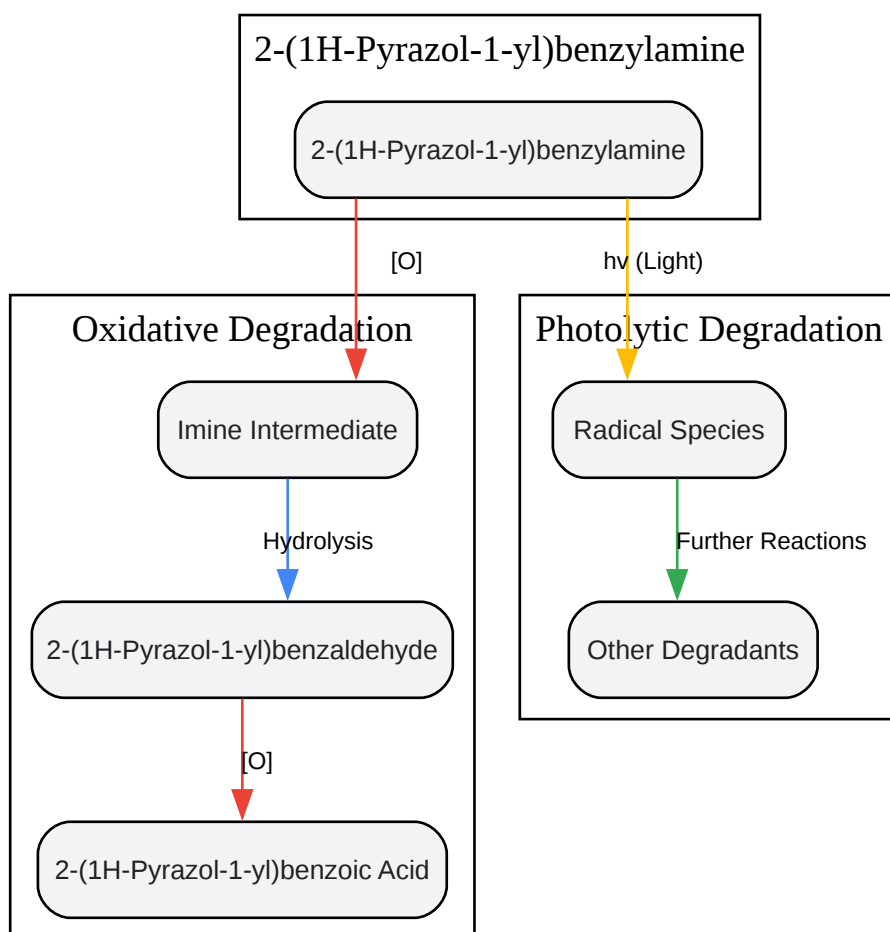 2-(1H-Pyrazol-1-yl)benzylamine
2-(1H-Pyrazol-1-yl)benzylamine
[O]
hv (Light)
Oxidative Degradation
Photolytic Degradation
Imine Intermediate
Radical Species
Hydrolysis
Further Reactions
2-(1H-Pyrazol-1-yl)benzaldehyde
Other Degradants
[O]
2-(1H-Pyrazol-1-yl)benzoic Acid